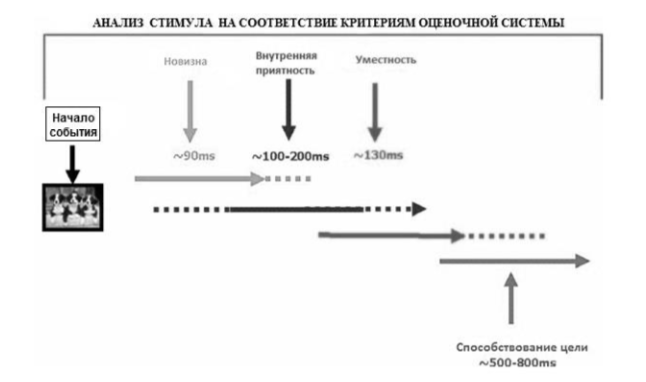 АНАЛИЗ СТИМУЛА НА СООТВЕТСТВИЕ КРИТЕРИЯМ ОЦЕНОЧНОЙ СИСТЕМЫ
Новизна
Внутренняя
приятность
Уместность
Начало
события
~90ms
~100-200ms
~130ms
Способствование цели
~500-800ms